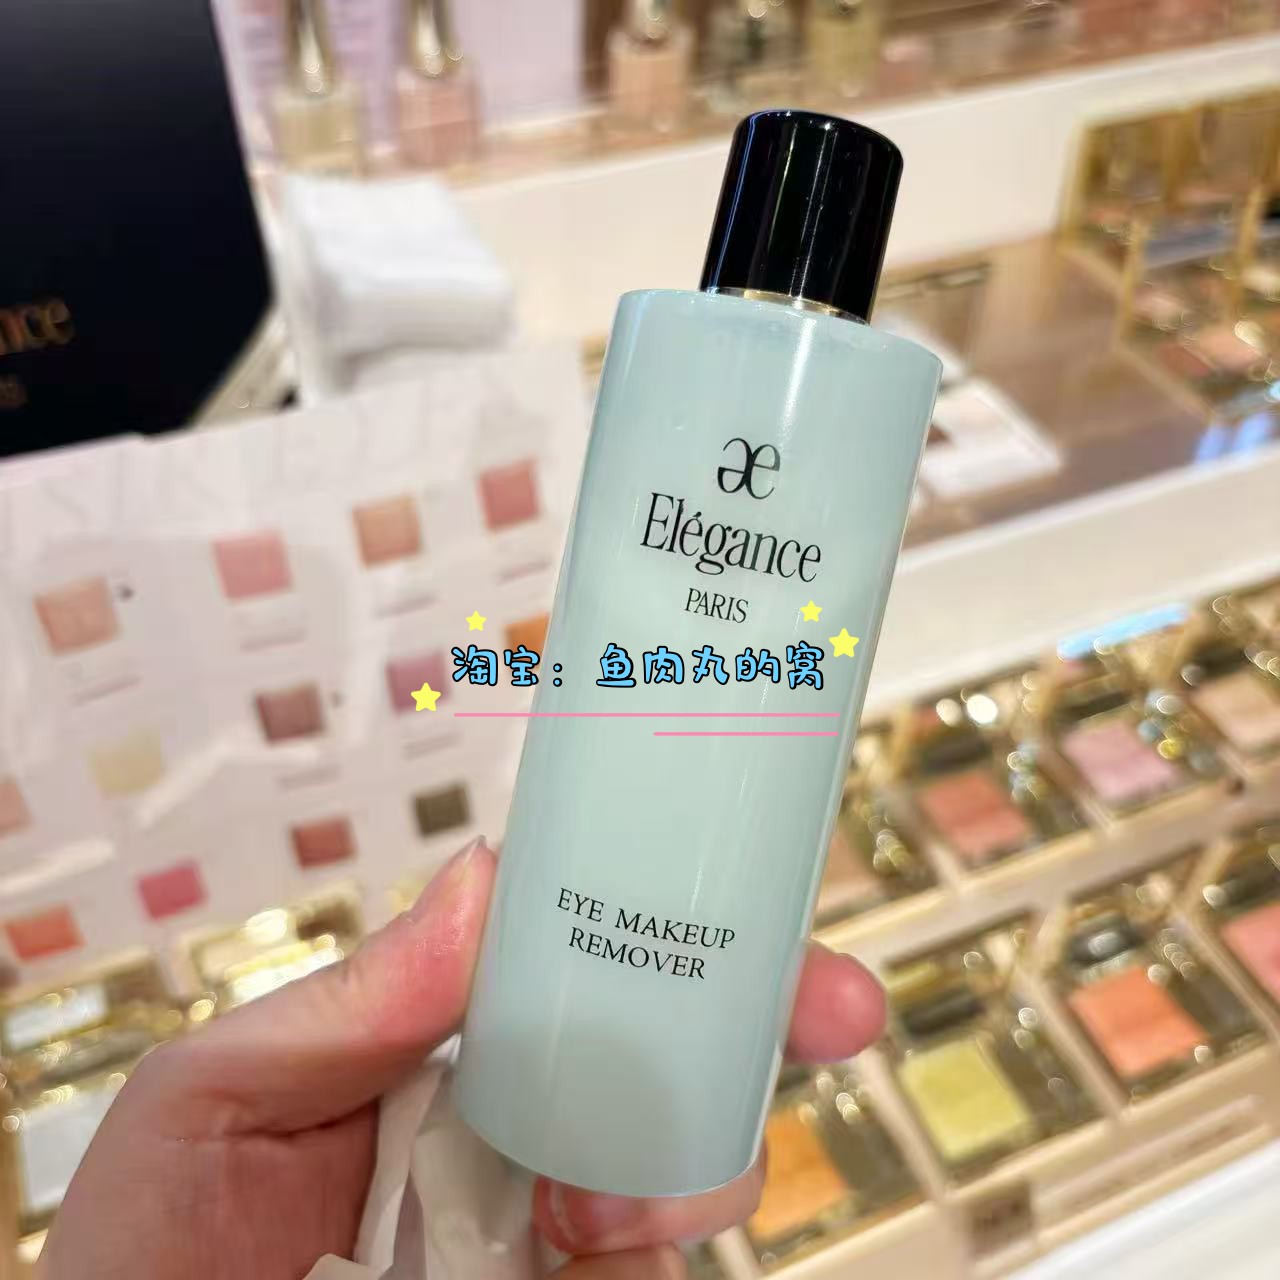 æ
Elégance
PARIS
淘宝：鱼肉丸的窝
EYE MAKEUP
REMOVER